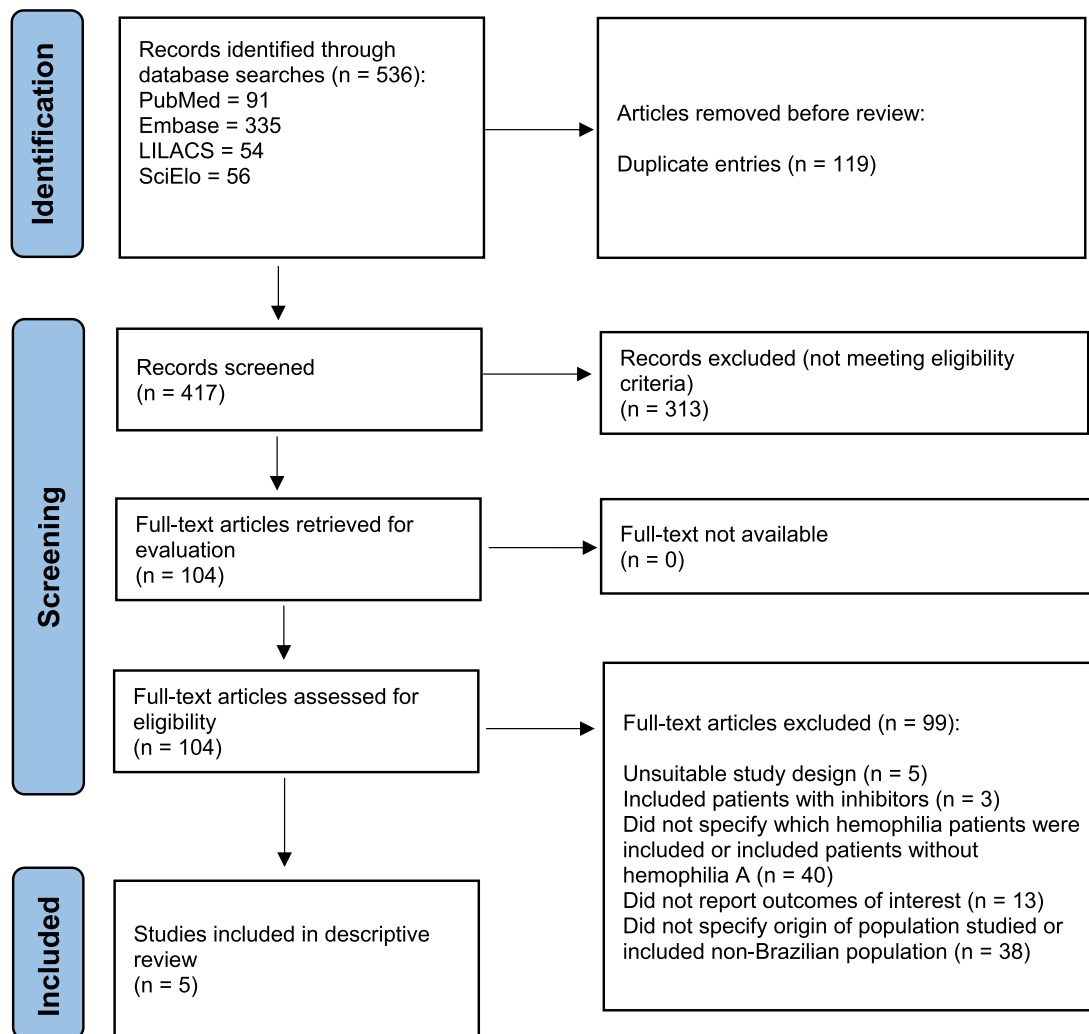 Identification
Records identified through
database searches (n = 536):
PubMed = 91
Embase = 335
LILACS = 54
SciElo = 56
Articles removed before review:
Duplicate entries (n = 119)
Screening
Records screened
(n = 417)
Records excluded (not meeting eligibility
criteria)
(n = 313)
Full-text articles retrieved for
evaluation
(n = 104)
Full-text not available
(n = 0)
Full-text articles assessed for
eligibility
(n = 104)
Full-text articles excluded (n = 99):
Unsuitable study design (n = 5)
Included patients with inhibitors (n = 3)
Did not specify which hemophilia patients were
included or included patients without
hemophilia A (n = 40)
Did not report outcomes of interest (n = 13)
Did not specify origin of population studied or
included non-Brazilian population (n = 38)
Included
Studies included in descriptive
review
(n = 5)